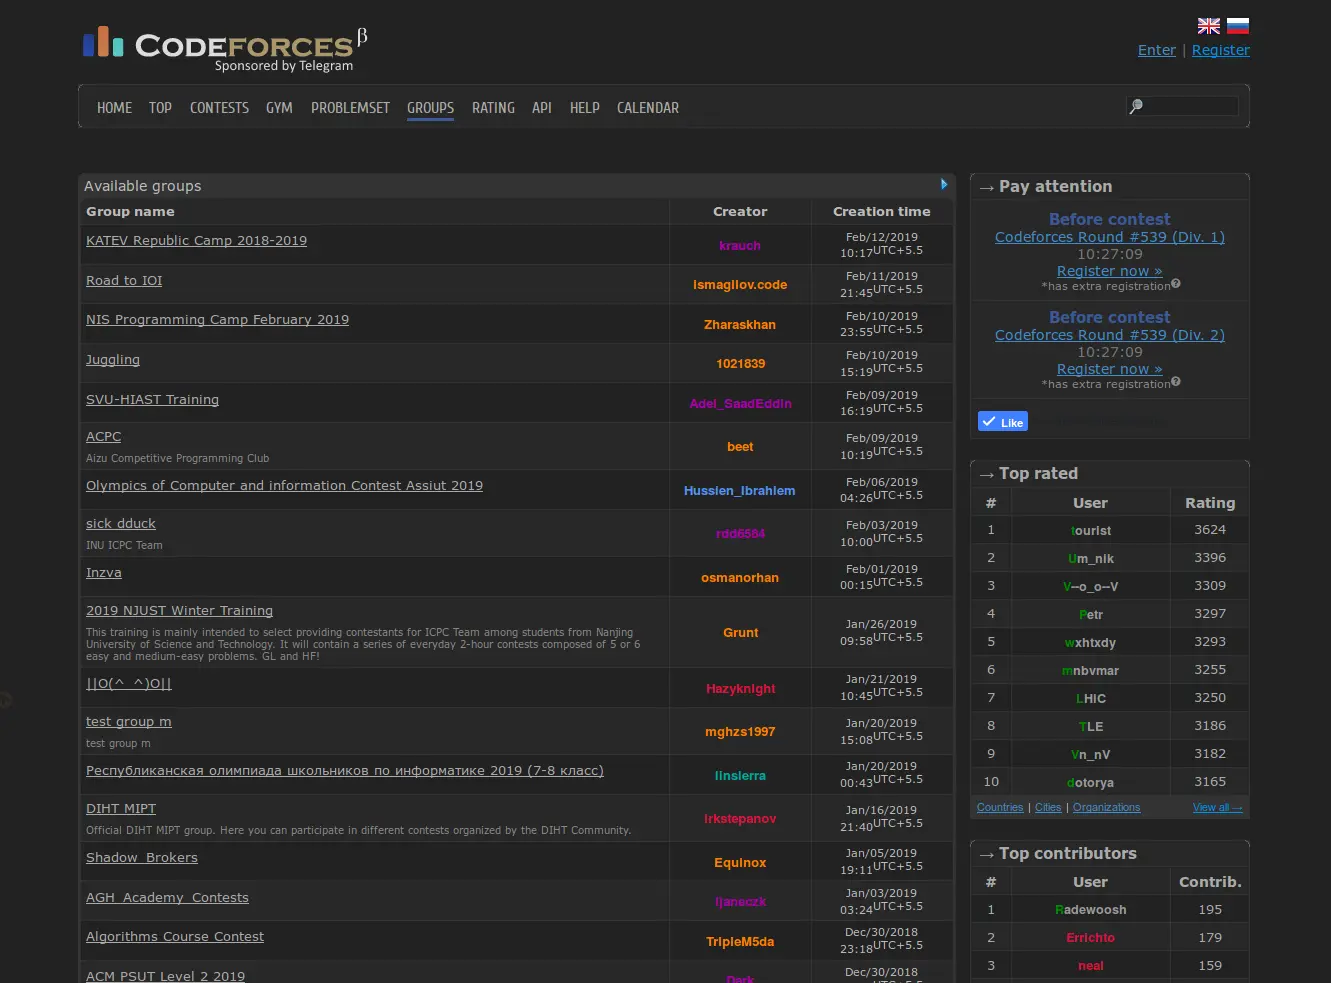 CODEFORCES β
Sponsored by Telegram
Enter | Register
HOME TOP CONTESTS GYM PROBLEMSET GROUPS RATING API HELP CALENDAR
Available groups
Group name Creator Creation time
KATEV Republic Camp 2018-2019 krauch Feb/12/2019 10:17UTC+5.5
Road to IOI Ismagilov.code Feb/11/2019 21:45UTC+5.5
NIS Programming Camp February 2019 Zharaskhan Feb/10/2019 23:55UTC+5.5
Juggling 1021839 Feb/10/2019 15:19UTC+5.5
SVU-HIAST Training Adel_SaadEddin Feb/09/2019 16:19UTC+5.5
ACPC beet Feb/09/2019 10:19UTC+5.5
Aizu Competitive Programming Club
Olympics of Computer and information Contest Assiut 2019 Hussien_Ibrahiem Feb/06/2019 04:26UTC+5.5
sick dduck rdd6584 Feb/03/2019 10:00UTC+5.5
INU ICPC Team
Inzva osmanorhan Feb/01/2019 00:15UTC+5.5
2019 NJUST Winter Training Grunt Jan/26/2019 09:58UTC+5.5
This training is mainly intended to select providing contestants for ICPC Team among students from Nanjing
University of Science and Technology. It will contain a series of everyday 2-hour contests composed of 5 or 6
easy and medium-easy problems. GL and HF!
||O(^_^)O|| Hazyknight Jan/21/2019 10:45UTC+5.5
test group m mghzs1997 Jan/20/2019 15:08UTC+5.5
test group m
Республиканская олимпиада школьников по информатике 2019 (7-8 класс) linsierra Jan/20/2019 00:43UTC+5.5
DIHT MIPT irkstepanov Jan/16/2019 21:40UTC+5.5
Official DIHT MIPT group. Here you can participate in different contests organized by the DIHT Community.
Shadow_Brokers Equinox Jan/05/2019 19:11UTC+5.5
AGH_Academy_Contests ljaneczk Jan/03/2019 03:24UTC+5.5
Algorithms Course Contest TripleM5da Dec/30/2018 23:18UTC+5.5
ACM PSUT Level 2 2019 Dark Dec/30/2018
→ Pay attention
Before contest
Codeforces Round #539 (Div. 1)
10:27:09
Register now »
*has extra registration?
Before contest
Codeforces Round #539 (Div. 2)
10:27:09
Register now »
*has extra registration?
Like
→ Top rated
# User Rating
1 tourist 3624
2 Um_nik 3396
3 V--o_o--V 3309
4 Petr 3297
5 wxhtxdy 3293
6 mnbvmar 3255
7 LHiC 3250
8 TLE 3186
9 Vn_nV 3182
10 dotorya 3165
Countries | Cities | Organizations View all →
→ Top contributors
# User Contrib.
1 Radewoosh 195
2 Errichto 179
3 neal 159